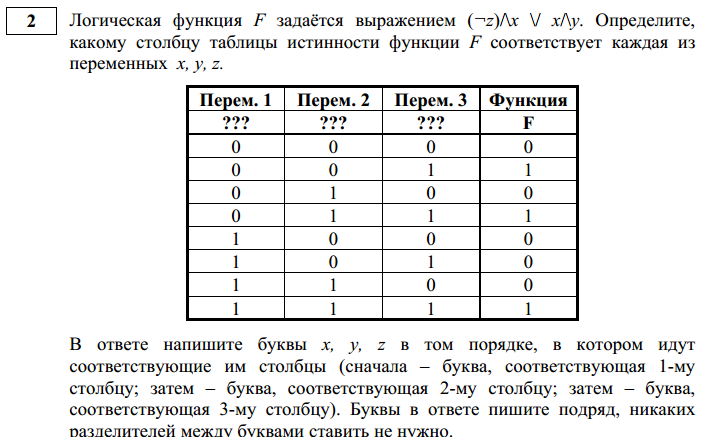 2 Логическая функция F задаётся выражением (¬z)/\x \/ x/\y. Определите,
какому столбцу таблицы истинности функции F соответствует каждая из
переменных x, y, z.
Перем. 1 Перем. 2 Перем. 3 Функция
??? ??? ??? F
0 0 0 0
0 0 1 1
0 1 0 0
0 1 1 1
1 0 0 0
1 0 1 0
1 1 0 0
1 1 1 1
В ответе напишите буквы x, y, z в том порядке, в котором идут
соответствующие им столбцы (сначала – буква, соответствующая 1-му
столбцу; затем – буква, соответствующая 2-му столбцу; затем – буква,
соответствующая 3-му столбцу). Буквы в ответе пишите подряд, никаких
разделителей между буквами ставить не нужно.